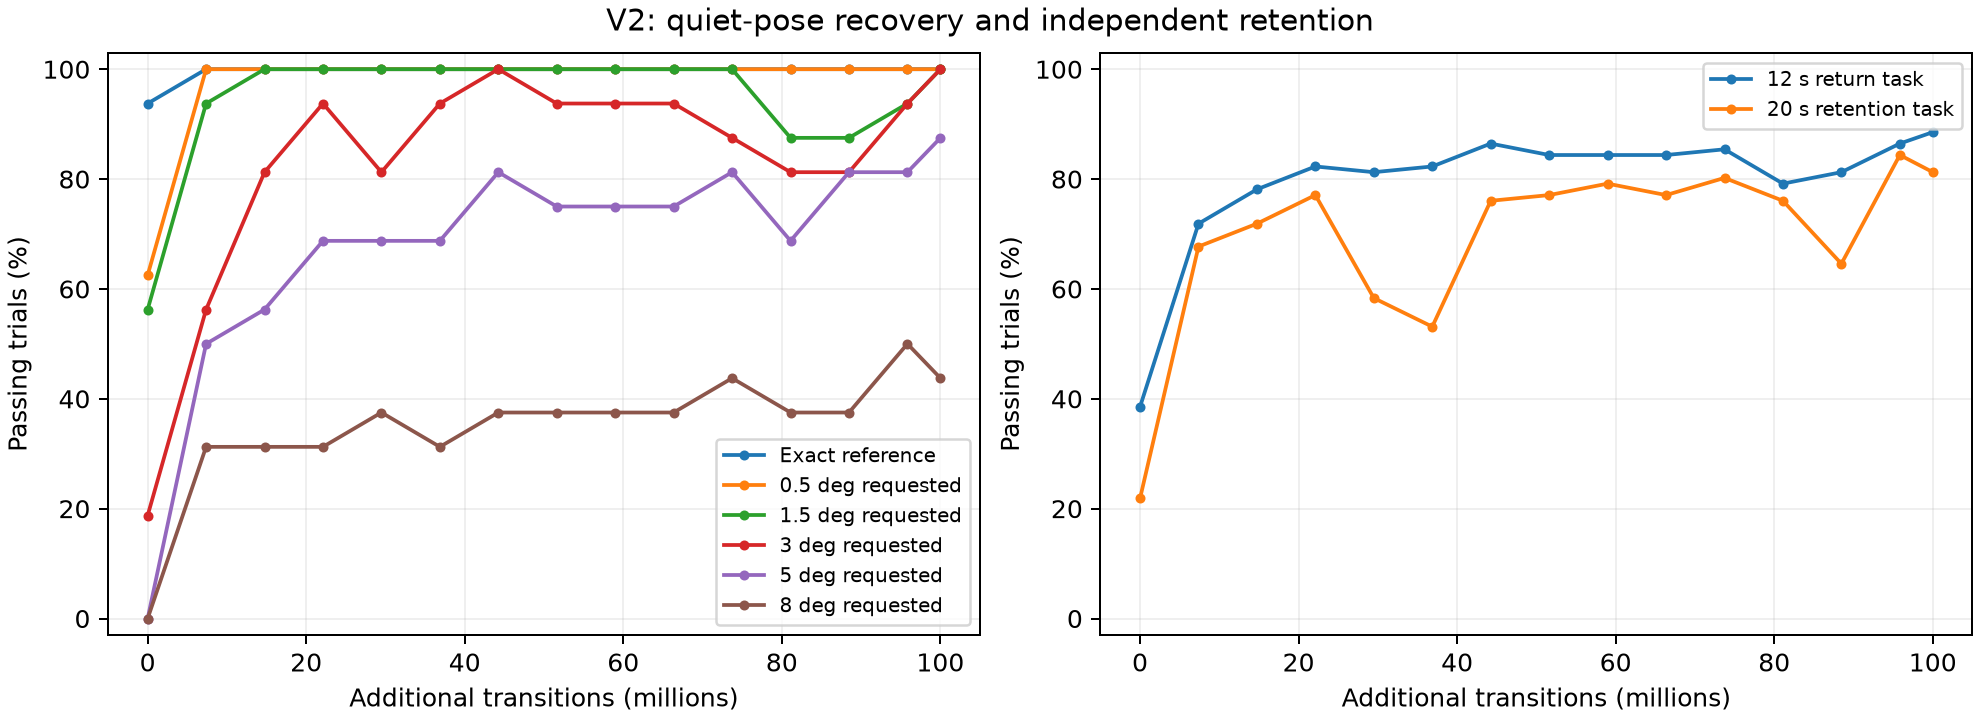 V2: quiet-pose recovery and independent retention
Passing trials (%)
100
80
60
40
20
0
Exact reference
0.5 deg requested
1.5 deg requested
3 deg requested
5 deg requested
8 deg requested
0 20 40 60 80 100
Additional transitions (millions)
Passing trials (%)
100
80
60
40
20
0
12 s return task
20 s retention task
0 20 40 60 80 100
Additional transitions (millions)